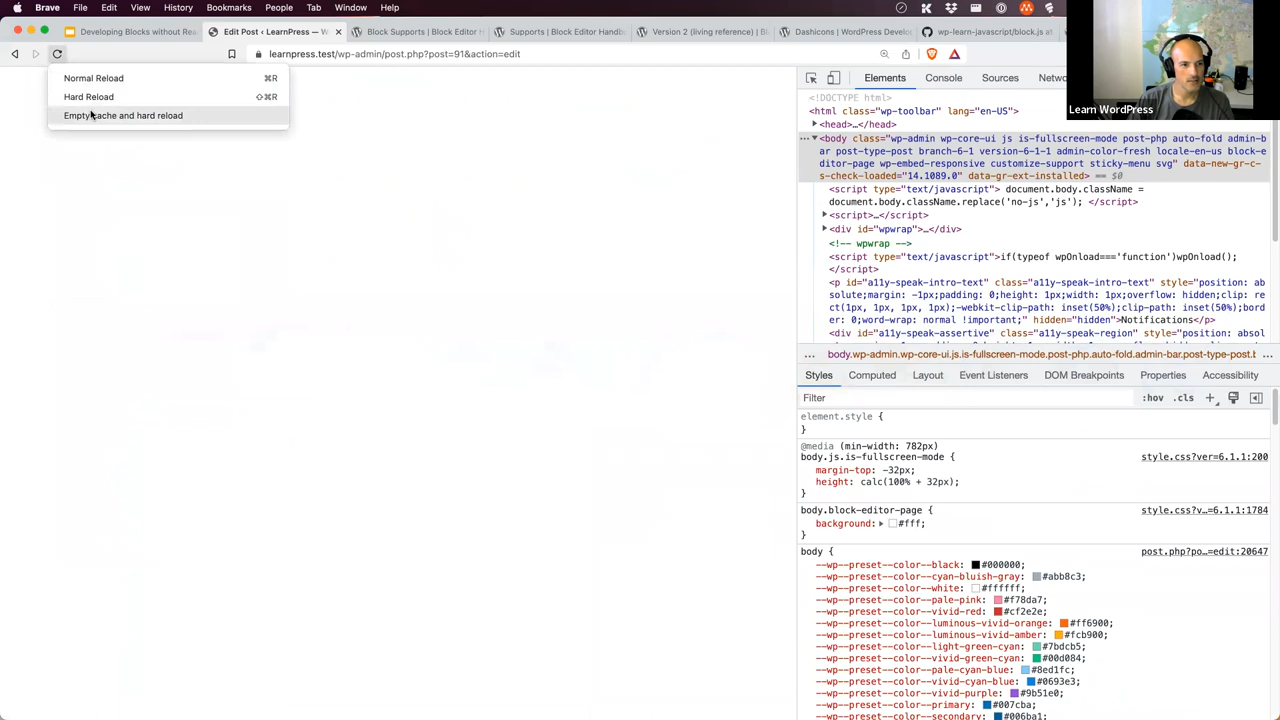 Brave File Edit View History Bookmarks People Tab Window Help
Developing Blocks without Rea
Edit Post ‹ LearnPress — W
Block Supports | Block Editor H
Supports | Block Editor Handb
Version 2 (living reference) | B
Dashicons | WordPress Develo
wp-learn-javascript/block.js at
learnpress.test/wp-admin/post.php?post=91&action=edit
Normal Reload ⌘R
Hard Reload ⇧⌘R
Empty cache and hard reload
Learn WordPress
Elements Console Sources Netw
<!DOCTYPE html>
<html class="wp-toolbar" lang="en-US">
<head>…</head>
<body class="wp-admin wp-core-ui js is-fullscreen-mode post-php auto-fold admin-
bar post-type-post branch-6-1 version-6-1-1 admin-color-fresh locale-en-us block-
editor-page wp-embed-responsive customize-support sticky-menu svg" data-new-gr-c-
s-check-loaded="14.1089.0" data-gr-ext-installed> == $0
<script type="text/javascript"> document.body.className =
document.body.className.replace('no-js','js'); </script>
<script>…</script>
<div id="wpwrap">…</div>
<!-- wpwrap -->
<script type="text/javascript">if(typeof wpOnload==='function')wpOnload();
</script>
<p id="a11y-speak-intro-text" class="a11y-speak-intro-text" style="position: ab
solute;margin: -1px;padding: 0;height: 1px;width: 1px;overflow: hidden;clip: re
ct(1px, 1px, 1px, 1px);-webkit-clip-path: inset(50%);clip-path: inset(50%);bor
der: 0;word-wrap: normal !important;" hidden="hidden">Notifications</p>
<div id="a11y-speak-assertive" class="a11y-speak-region" style="position: absol
... body.wp-admin.wp-core-ui.js.is-fullscreen-mode.post-php.auto-fold.admin-bar.post-type-post.t ...
Styles Computed Layout Event Listeners DOM Breakpoints Properties Accessibility
Filter :hov .cls +
element.style {
}
@media (min-width: 782px)
body.js.is-fullscreen-mode { style.css?ver=6.1.1:200
margin-top: -32px;
height: calc(100% + 32px);
}
body.block-editor-page { style.css?v…=6.1.1:1784
background: #fff;
}
body { post.php?po…=edit:20647
--wp--preset--color--black: #000000;
--wp--preset--color--cyan-bluish-gray: #abb8c3;
--wp--preset--color--white: #ffffff;
--wp--preset--color--pale-pink: #f78da7;
--wp--preset--color--vivid-red: #cf2e2e;
--wp--preset--color--luminous-vivid-orange: #ff6900;
--wp--preset--color--luminous-vivid-amber: #fcb900;
--wp--preset--color--light-green-cyan: #7bdcb5;
--wp--preset--color--vivid-green-cyan: #00d084;
--wp--preset--color--pale-cyan-blue: #8ed1fc;
--wp--preset--color--vivid-cyan-blue: #0693e3;
--wp--preset--color--vivid-purple: #9b51e0;
--wp--preset--color--primary: #007cba;
--wp--preset--color--secondary: #006ba1;